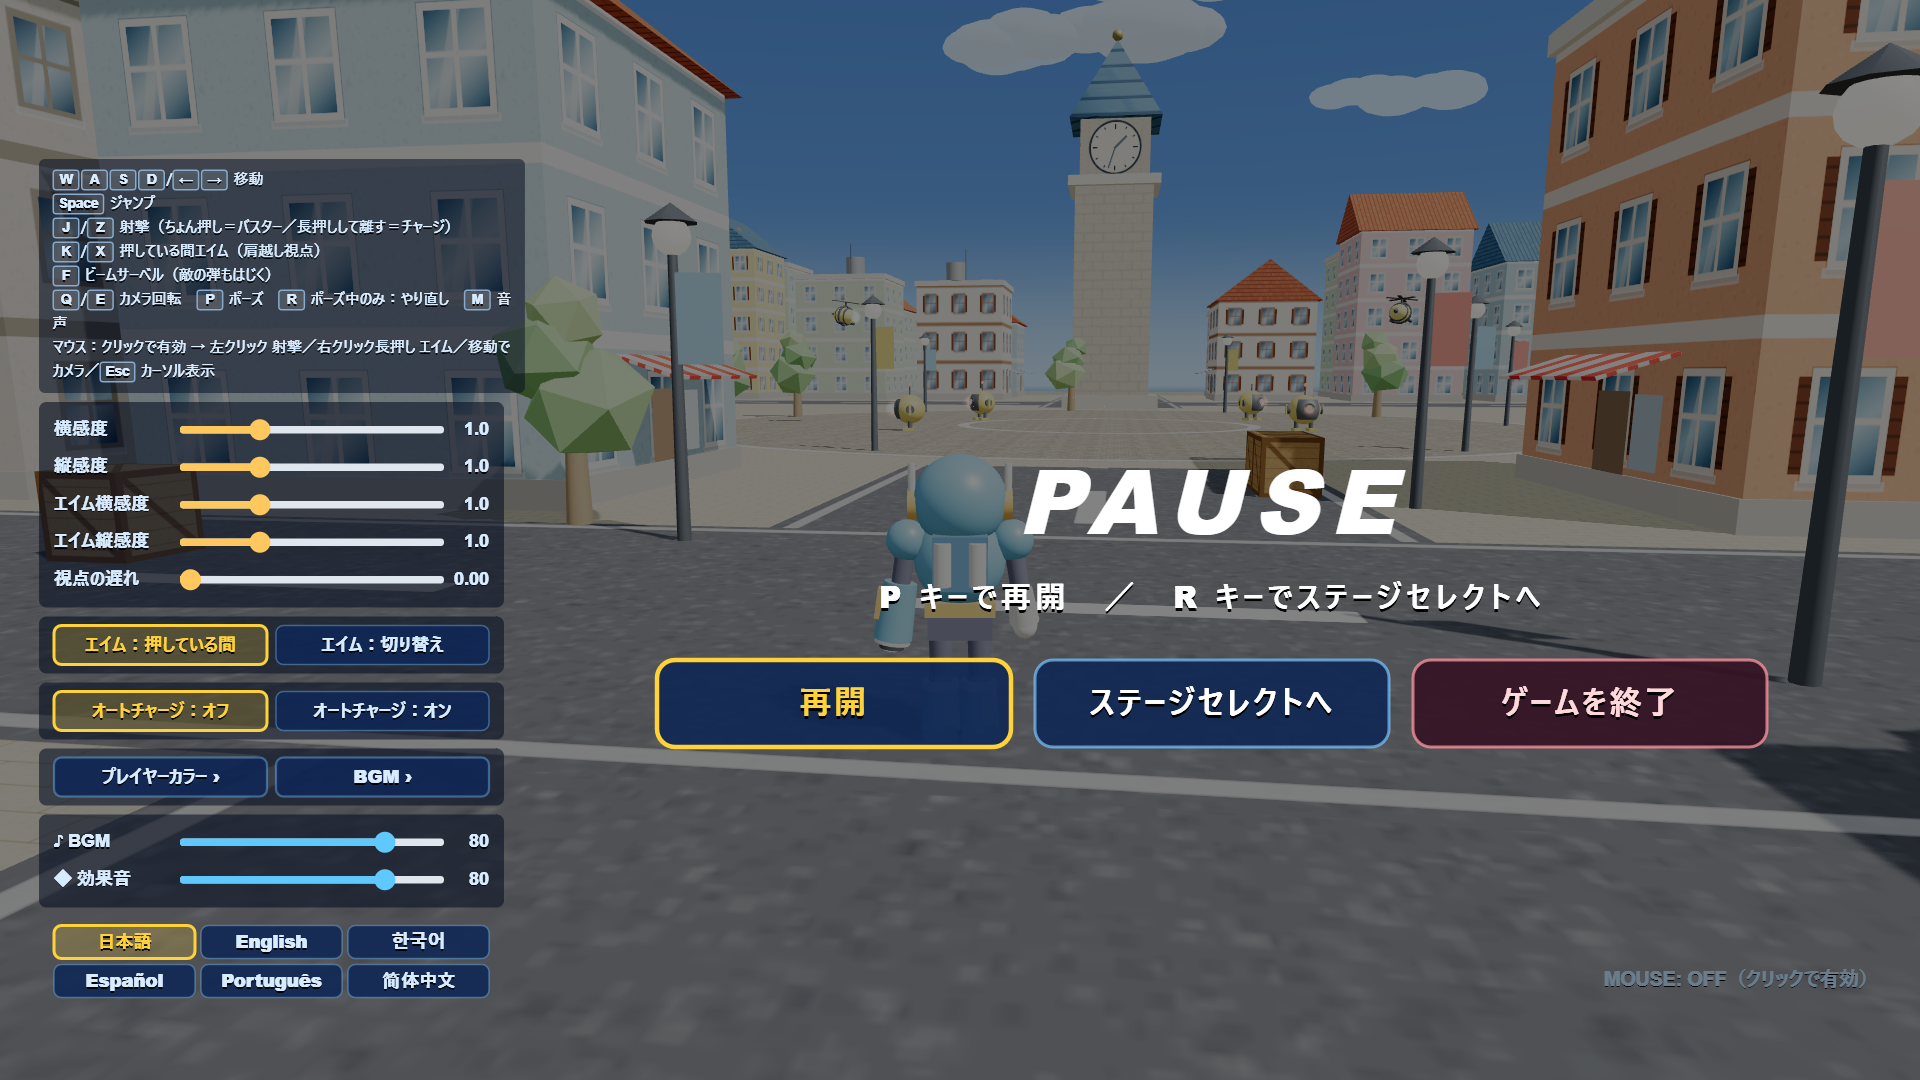 W A S D / ← → 移動
Space ジャンプ
J / Z 射撃（ちょん押し＝バスター／長押しして離す＝チャージ）
K / X 押している間エイム（肩越し視点）
F ビームサーベル（敵の弾もはじく）
Q / E カメラ回転 P ポーズ R ポーズ中のみ：やり直し M 音
声
マウス：クリックで有効 → 左クリック 射撃／右クリック長押し エイム／移動で
カメラ／ Esc カーソル表示
横感度 1.0
縦感度 1.0
エイム横感度 1.0
エイム縦感度 1.0
視点の遅れ 0.00
エイム：押している間 エイム：切り替え
オートチャージ：オフ オートチャージ：オン
プレイヤーカラー › BGM ›
♪ BGM 80
◆ 効果音 80
日本語 English 한국어
Español Português 简体中文
PAUSE
P キーで再開 ／ R キーでステージセレクトへ
再開 ステージセレクトへ ゲームを終了
MOUSE: OFF（クリックで有効）